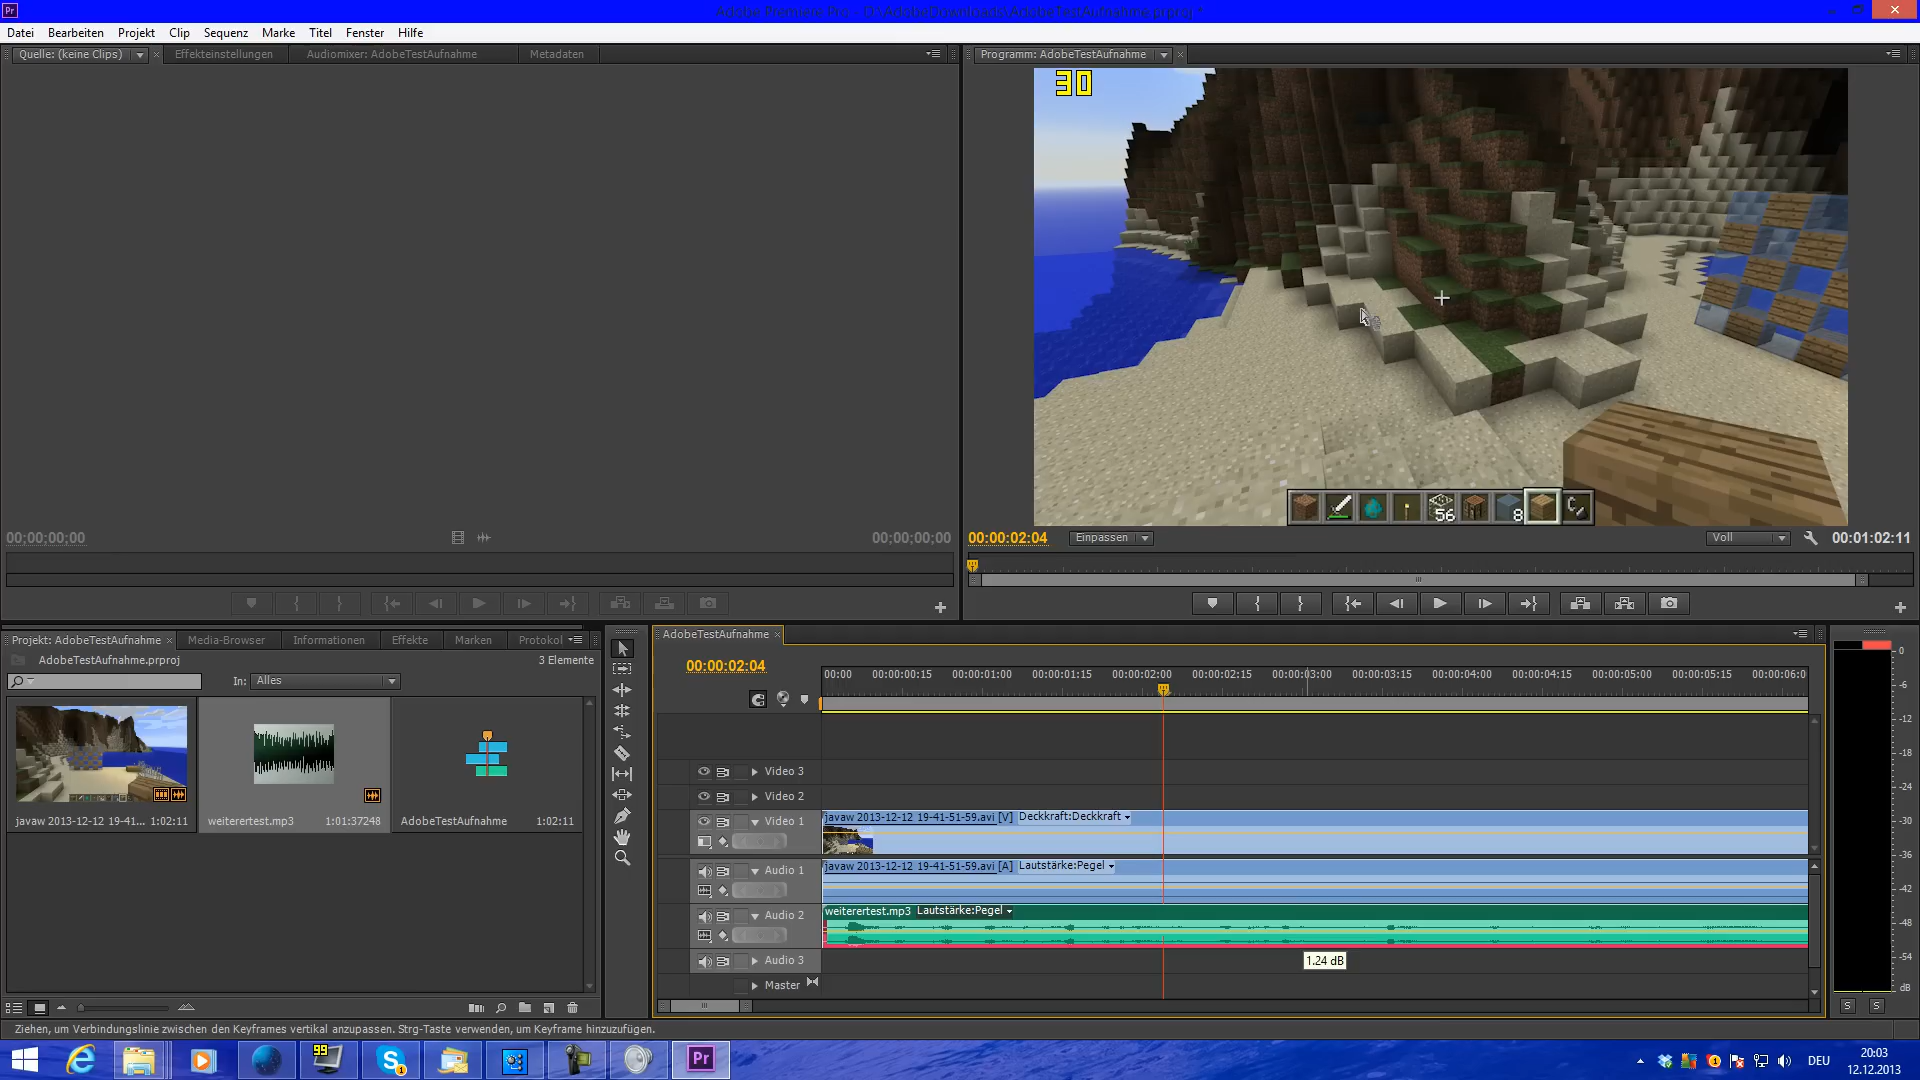 Pr Adobe Premiere Pro - D:\AdobeDownloads\AdobeTestAufnahme.prproj *
Datei Bearbeiten Projekt Clip Sequenz Marke Titel Fenster Hilfe
Quelle: (keine Clips) Effekteinstellungen Audiomixer: AdobeTestAufnahme Metadaten
Programm: AdobeTestAufnahme
30
56 8
00;00;00;00 00;00;00;00
00:00:02:04 Einpassen Voll 00:01:02:11
Projekt: AdobeTestAufnahme Media-Browser Informationen Effekte Marken Protokol
AdobeTestAufnahme.prproj 3 Elemente
In: Alles
javaw 2013-12-12 19-41... 1:02:11
weiterertest.mp3 1:01:37248
AdobeTestAufnahme 1:02:11
AdobeTestAufnahme
00:00:02:04
00:00 00:00:00:15 00:00:01:00 00:00:01:15 00:00:02:00 00:00:02:15 00:00:03:00 00:00:03:15 00:00:04:00 00:00:04:15 00:00:05:00 00:00:05:15 00:00:06:0
Video 3
Video 2
Video 1 javaw 2013-12-12 19-41-51-59.avi [V] Deckkraft:Deckkraft
Audio 1 javaw 2013-12-12 19-41-51-59.avi [A] Lautstärke:Pegel
Audio 2 weiterertest.mp3 Lautstärke:Pegel
Audio 3
1.24 dB
Master
0
-6
-12
-18
-24
-30
-36
-42
-48
-54
dB
S S
Ziehen, um Verbindungslinie zwischen den Keyframes vertikal anzupassen. Strg-Taste verwenden, um Keyframe hinzuzufügen.
99 S 1 Pr
DEU
20:03
12.12.2013